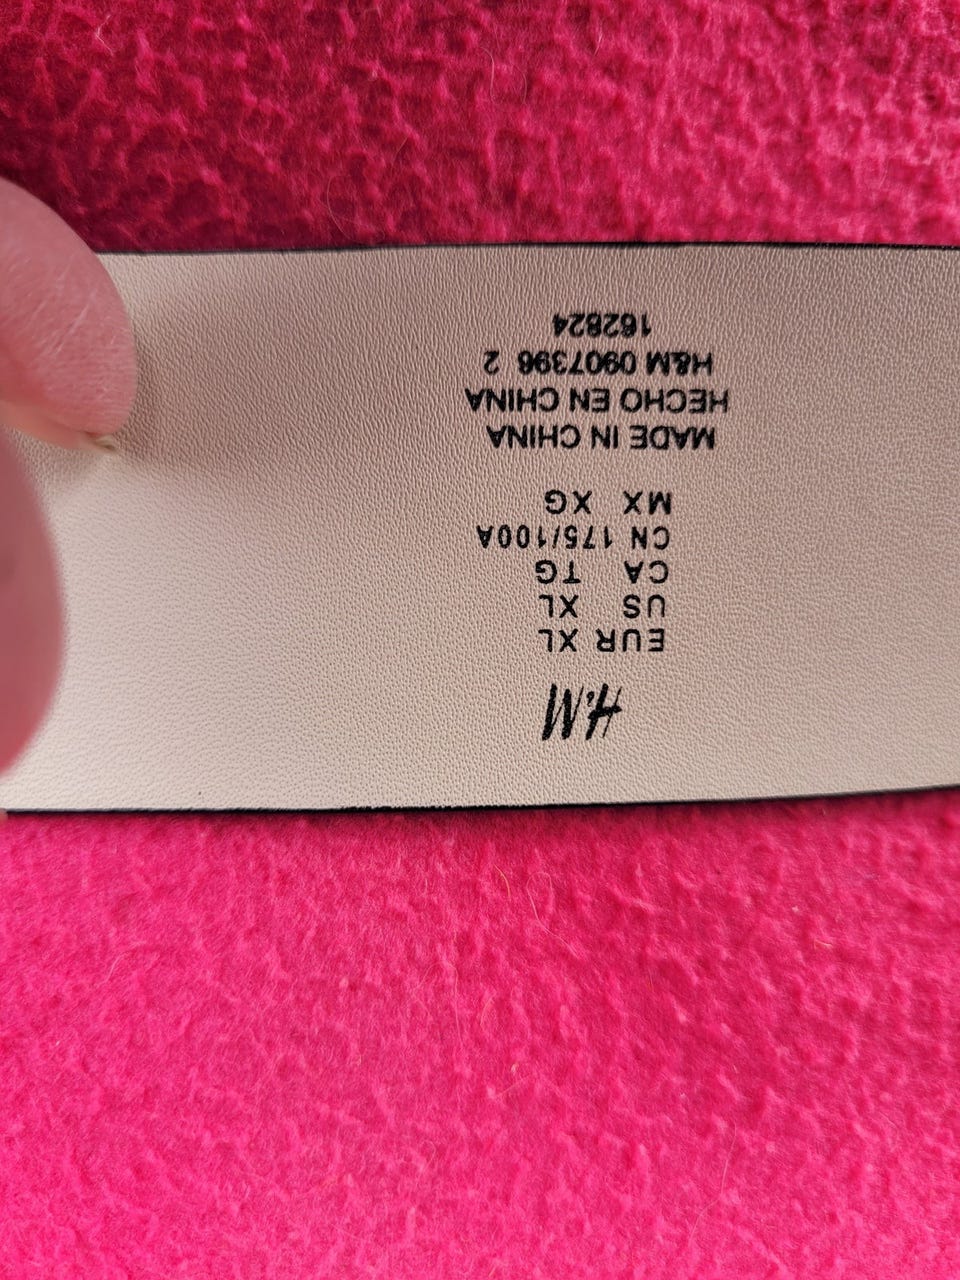 H&M
EUR XL
US XL
CA TG
CN 175/100A
MX XG
MADE IN CHINA
HECHO EN CHINA
H&M 0907396 2
162824